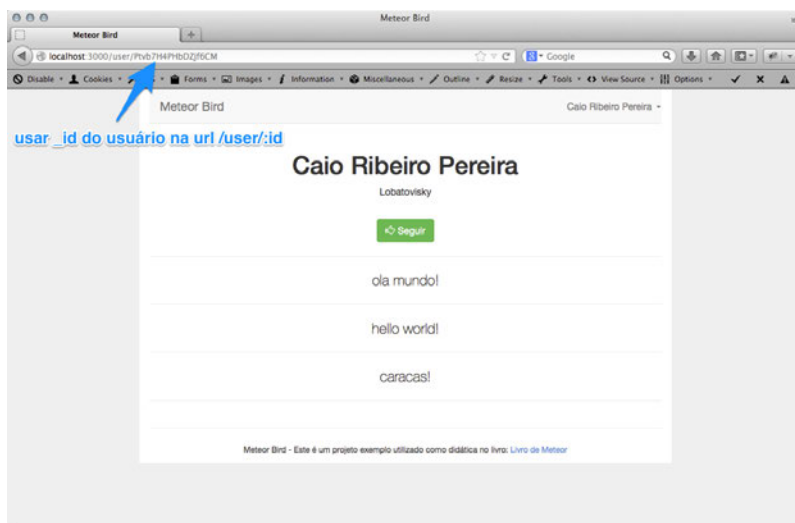 Meteor Bird
Meteor Bird
localhost:3000/user/Ptvb7H4PHbDZJf6CM
Google
Disable Cookies Forms Images Information Miscellaneous Outline Resize Tools View Source Options
usar _id do usuário na url /user/:id
Meteor Bird
Caio Ribeiro Pereira
Caio Ribeiro Pereira
Lobatovisky
Seguir
ola mundo!
hello world!
caracas!
Meteor Bird - Este é um projeto exemplo utilizado como didática no livro: Livro de Meteor